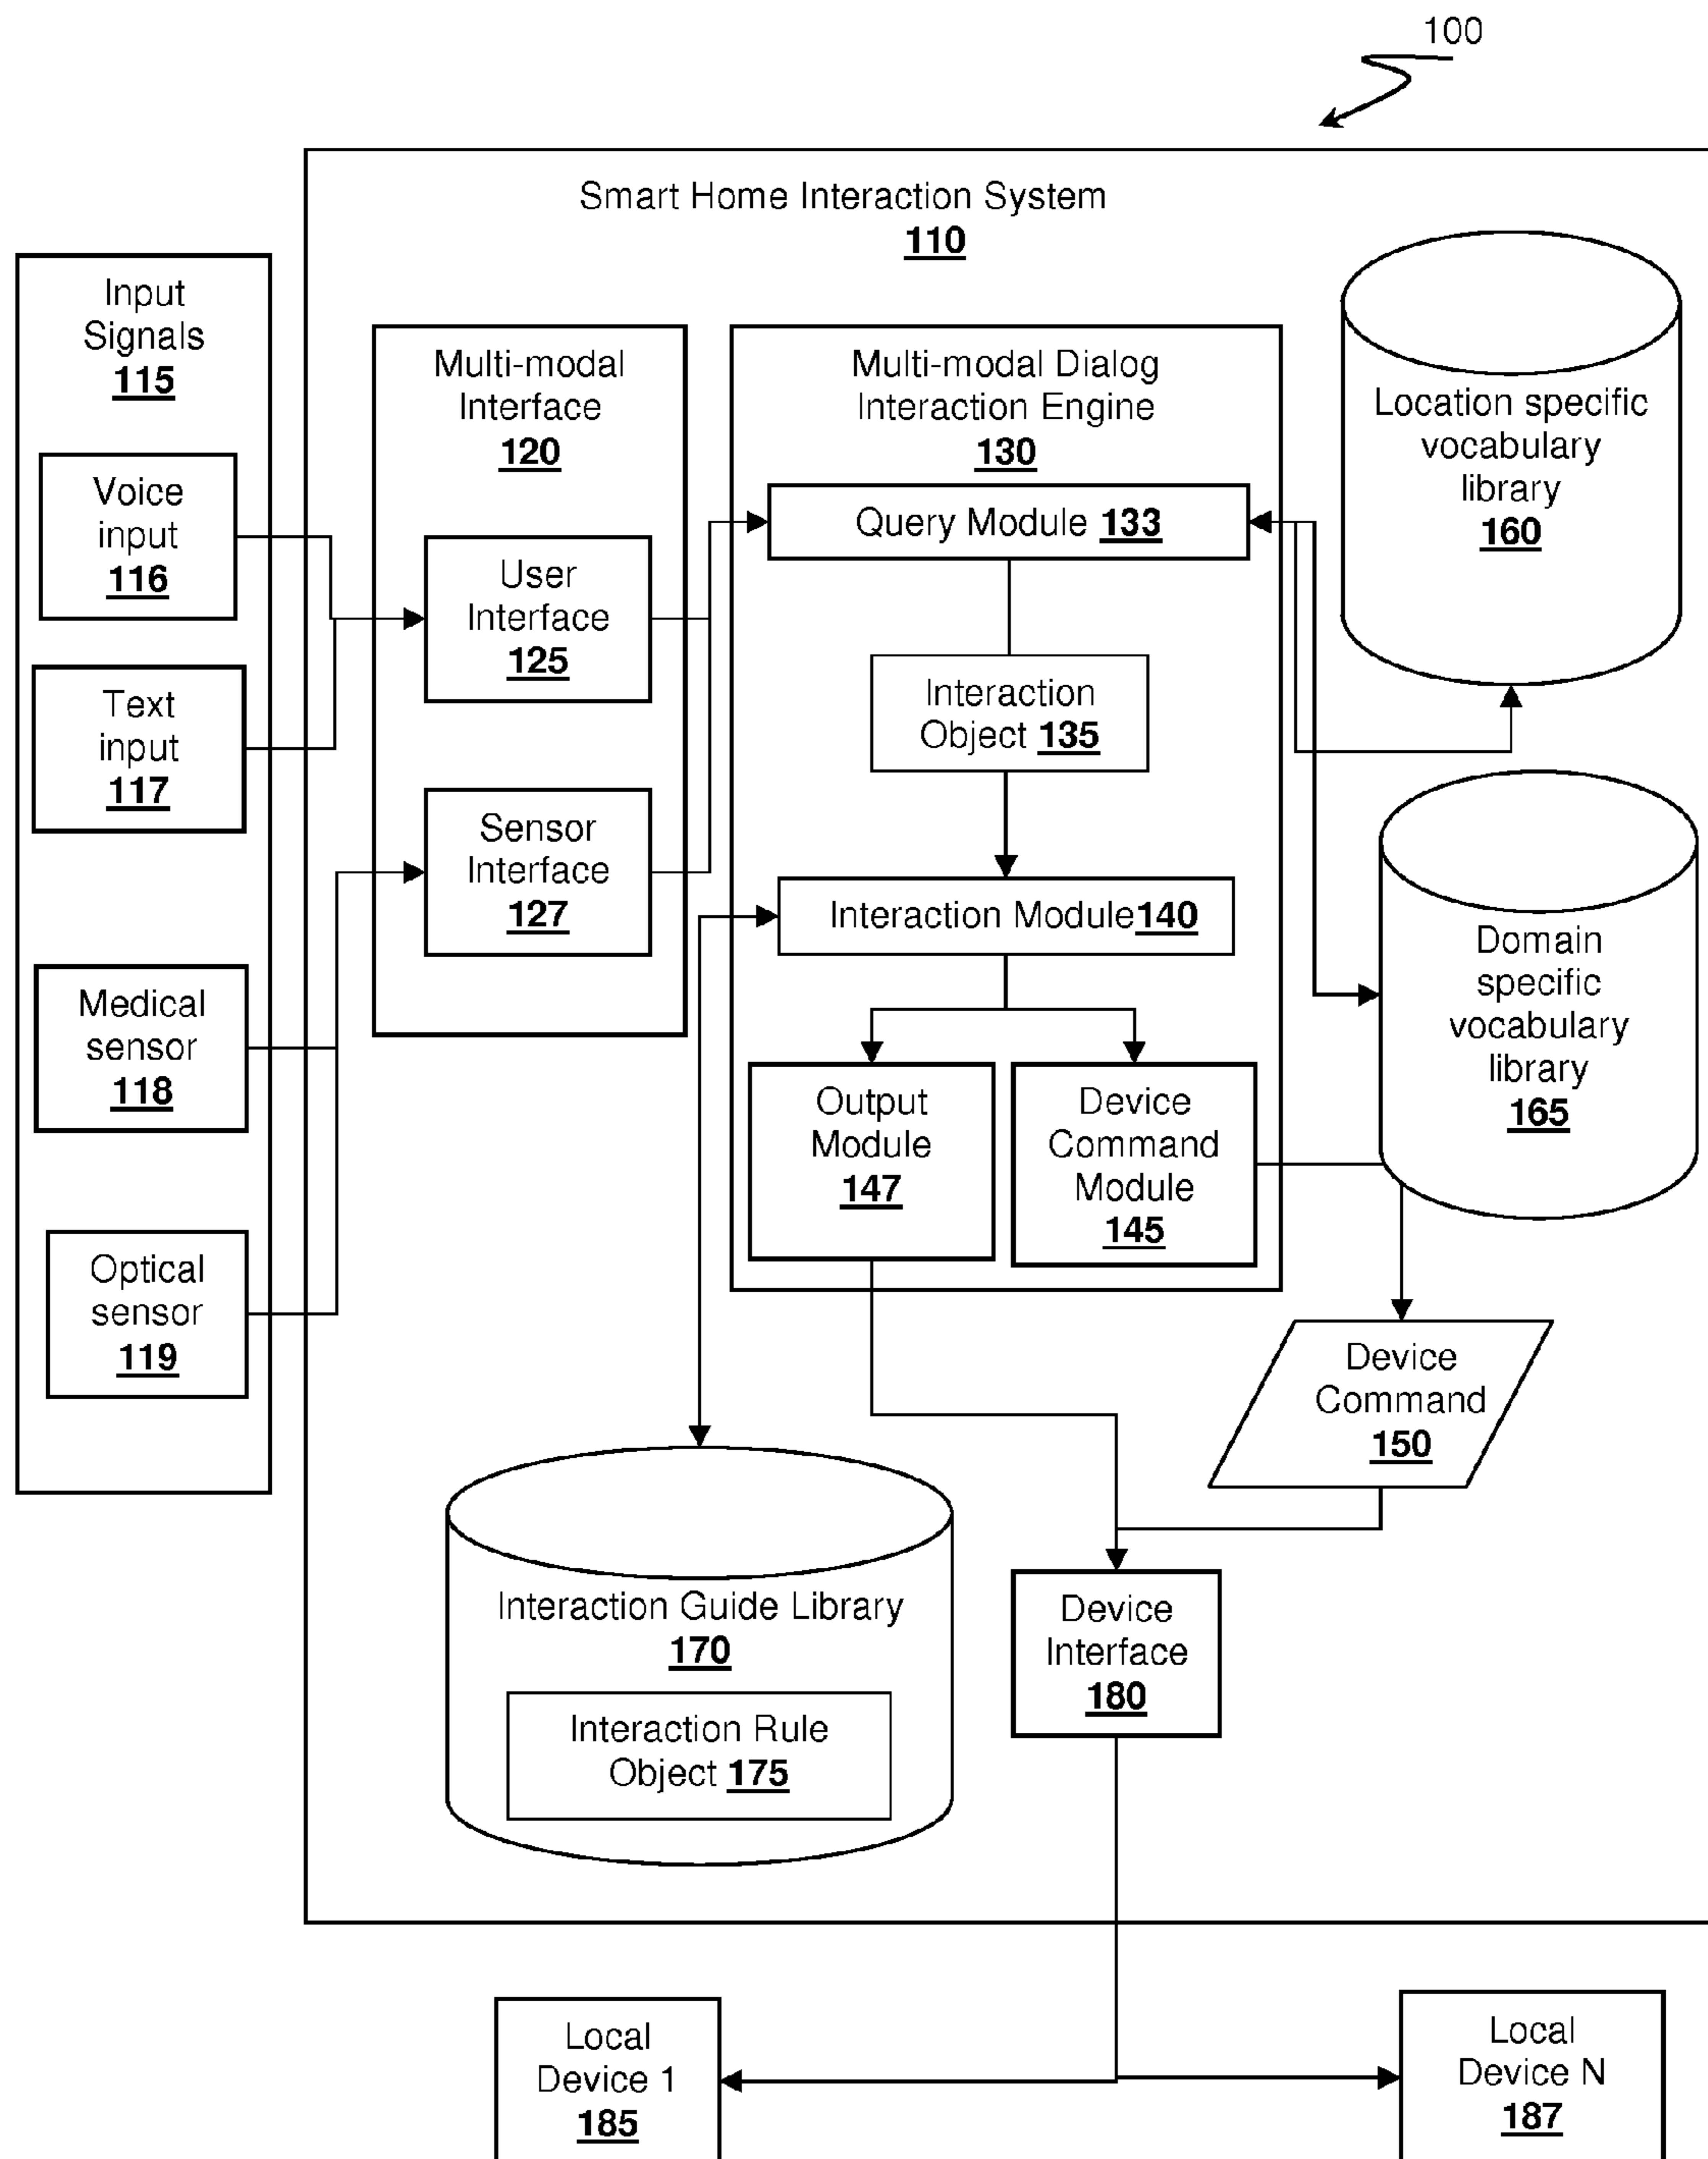 100
Smart Home Interaction System
110
Input
Signals
115
Voice
input
116
Text
input
117
Medical
sensor
118
Optical
sensor
119
Multi-modal
Interface
120
User
Interface
125
Sensor
Interface
127
Multi-modal Dialog
Interaction Engine
130
Query Module 133
Interaction
Object 135
Interaction Module140
Output
Module
147
Device
Command
Module
145
Location specific
vocabulary
library
160
Domain
specific
vocabulary
library
165
Device
Command
150
Interaction Guide Library
170
Interaction Rule
Object 175
Device
Interface
180
Local
Device 1
185
Local
Device N
187